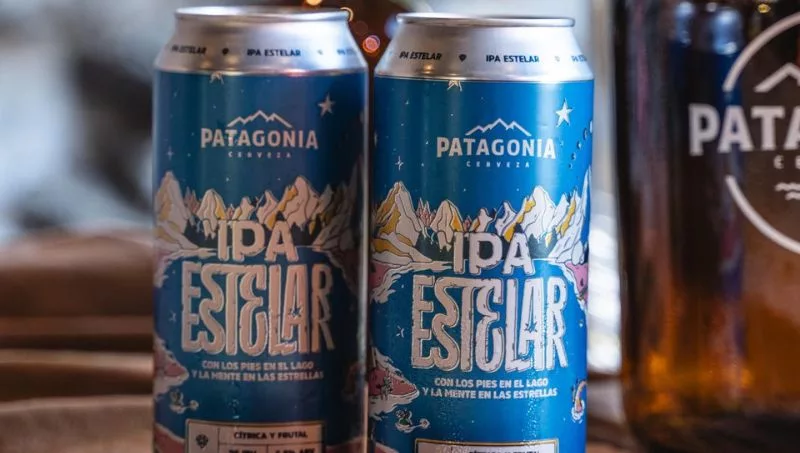 IPA ESTELAR
PATAGONIA
CERVEZA
IPA
ESTELAR
CON LOS PIES EN EL LAGO
Y LA MENTE EN LAS ESTRELLAS
CÍTRICA Y FRUTAL
IPA ESTELAR IPA ESTELAR
PATAGONIA
CERVEZA
IPA
ESTELAR
CON LOS PIES EN EL LAGO
Y LA MENTE EN LAS ESTRELLAS
CÍTRICA Y FRUTAL
PATA